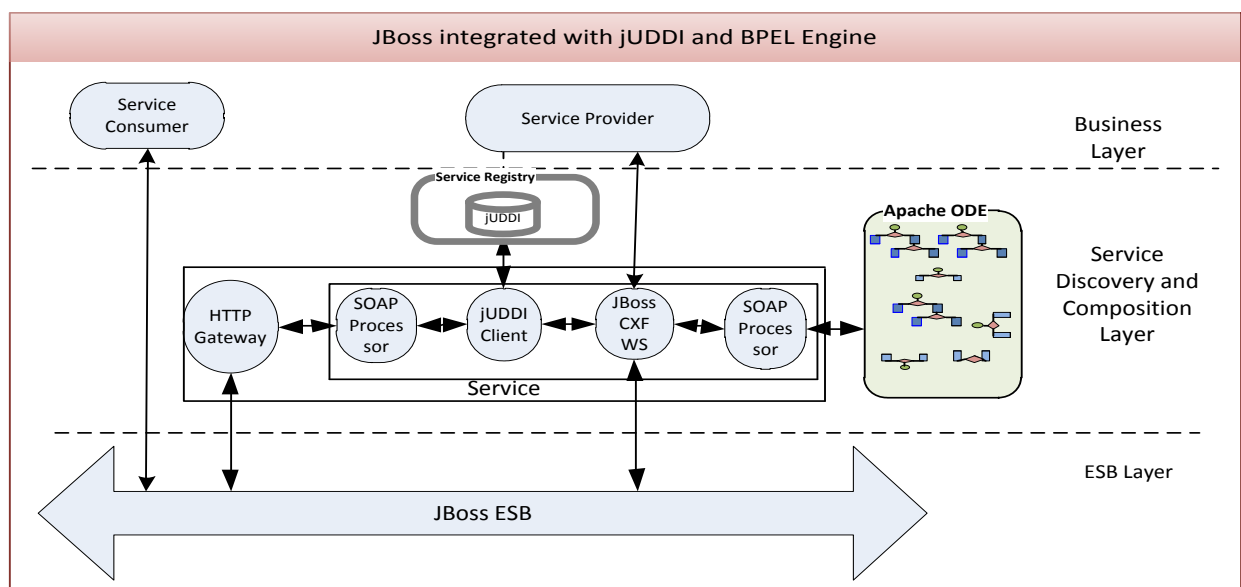 JBoss integrated with jUDDI and BPEL Engine
Service
Consumer
Service Provider
Business
Layer
Service Registry
jUDDI
Apache ODE
Service
Discovery and
Composition
Layer
HTTP
Gateway
SOAP
Proces
sor
jUDDI
Client
JBoss
CXF
WS
SOAP
Proces
sor
Service
ESB Layer
JBoss ESB